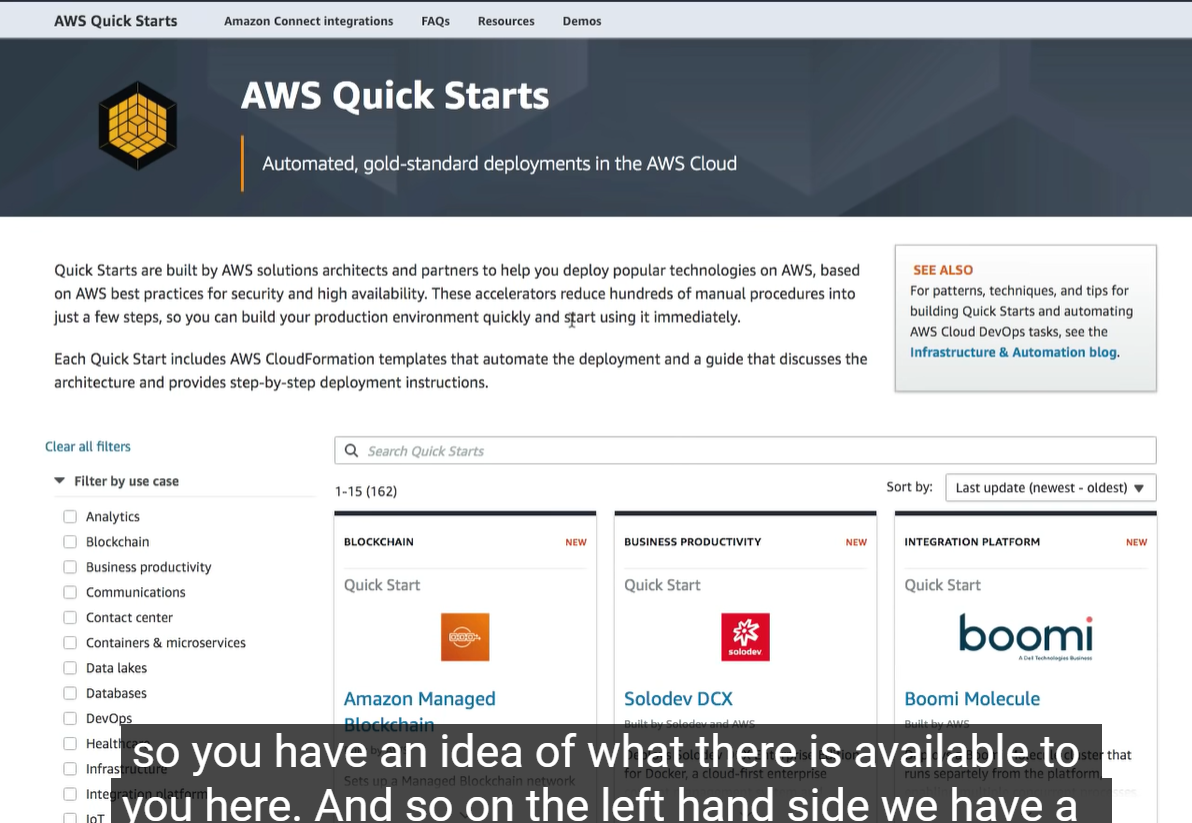 AWS Quick Starts
Amazon Connect integrations
FAQs
Resources
Demos
AWS Quick Starts
Automated, gold-standard deployments in the AWS Cloud
Quick Starts are built by AWS solutions architects and partners to help you deploy popular technologies on AWS, based
on AWS best practices for security and high availability. These accelerators reduce hundreds of manual procedures into
just a few steps, so you can build your production environment quickly and start using it immediately.
Each Quick Start includes AWS CloudFormation templates that automate the deployment and a guide that discusses the
architecture and provides step-by-step deployment instructions.
SEE ALSO
For patterns, techniques, and tips for
building Quick Starts and automating
AWS Cloud DevOps tasks, see the
Infrastructure & Automation blog.
Clear all filters
Filter by use case
Analytics
Blockchain
Business productivity
Communications
Contact center
Containers & microservices
Data lakes
Databases
DevOps
Healthcare
Infrastructure
Integration platform
IoT
Search Quick Starts
1-15 (162)
Sort by:
Last update (newest - oldest)
BLOCKCHAIN
NEW
Quick Start
Amazon Managed
Blockchain
Sets up a Managed Blockchain network
BUSINESS PRODUCTIVITY
NEW
Quick Start
solodev
Solodev DCX
Built by Solodev and AWS
for Docker, a cloud-first enterprise
INTEGRATION PLATFORM
NEW
Quick Start
boomi
A Dell Technologies Business
Boomi Molecule
Built by AWS
cluster that
runs separtely from the platform
so you have an idea of what there is available to
you here. And so on the left hand side we have a